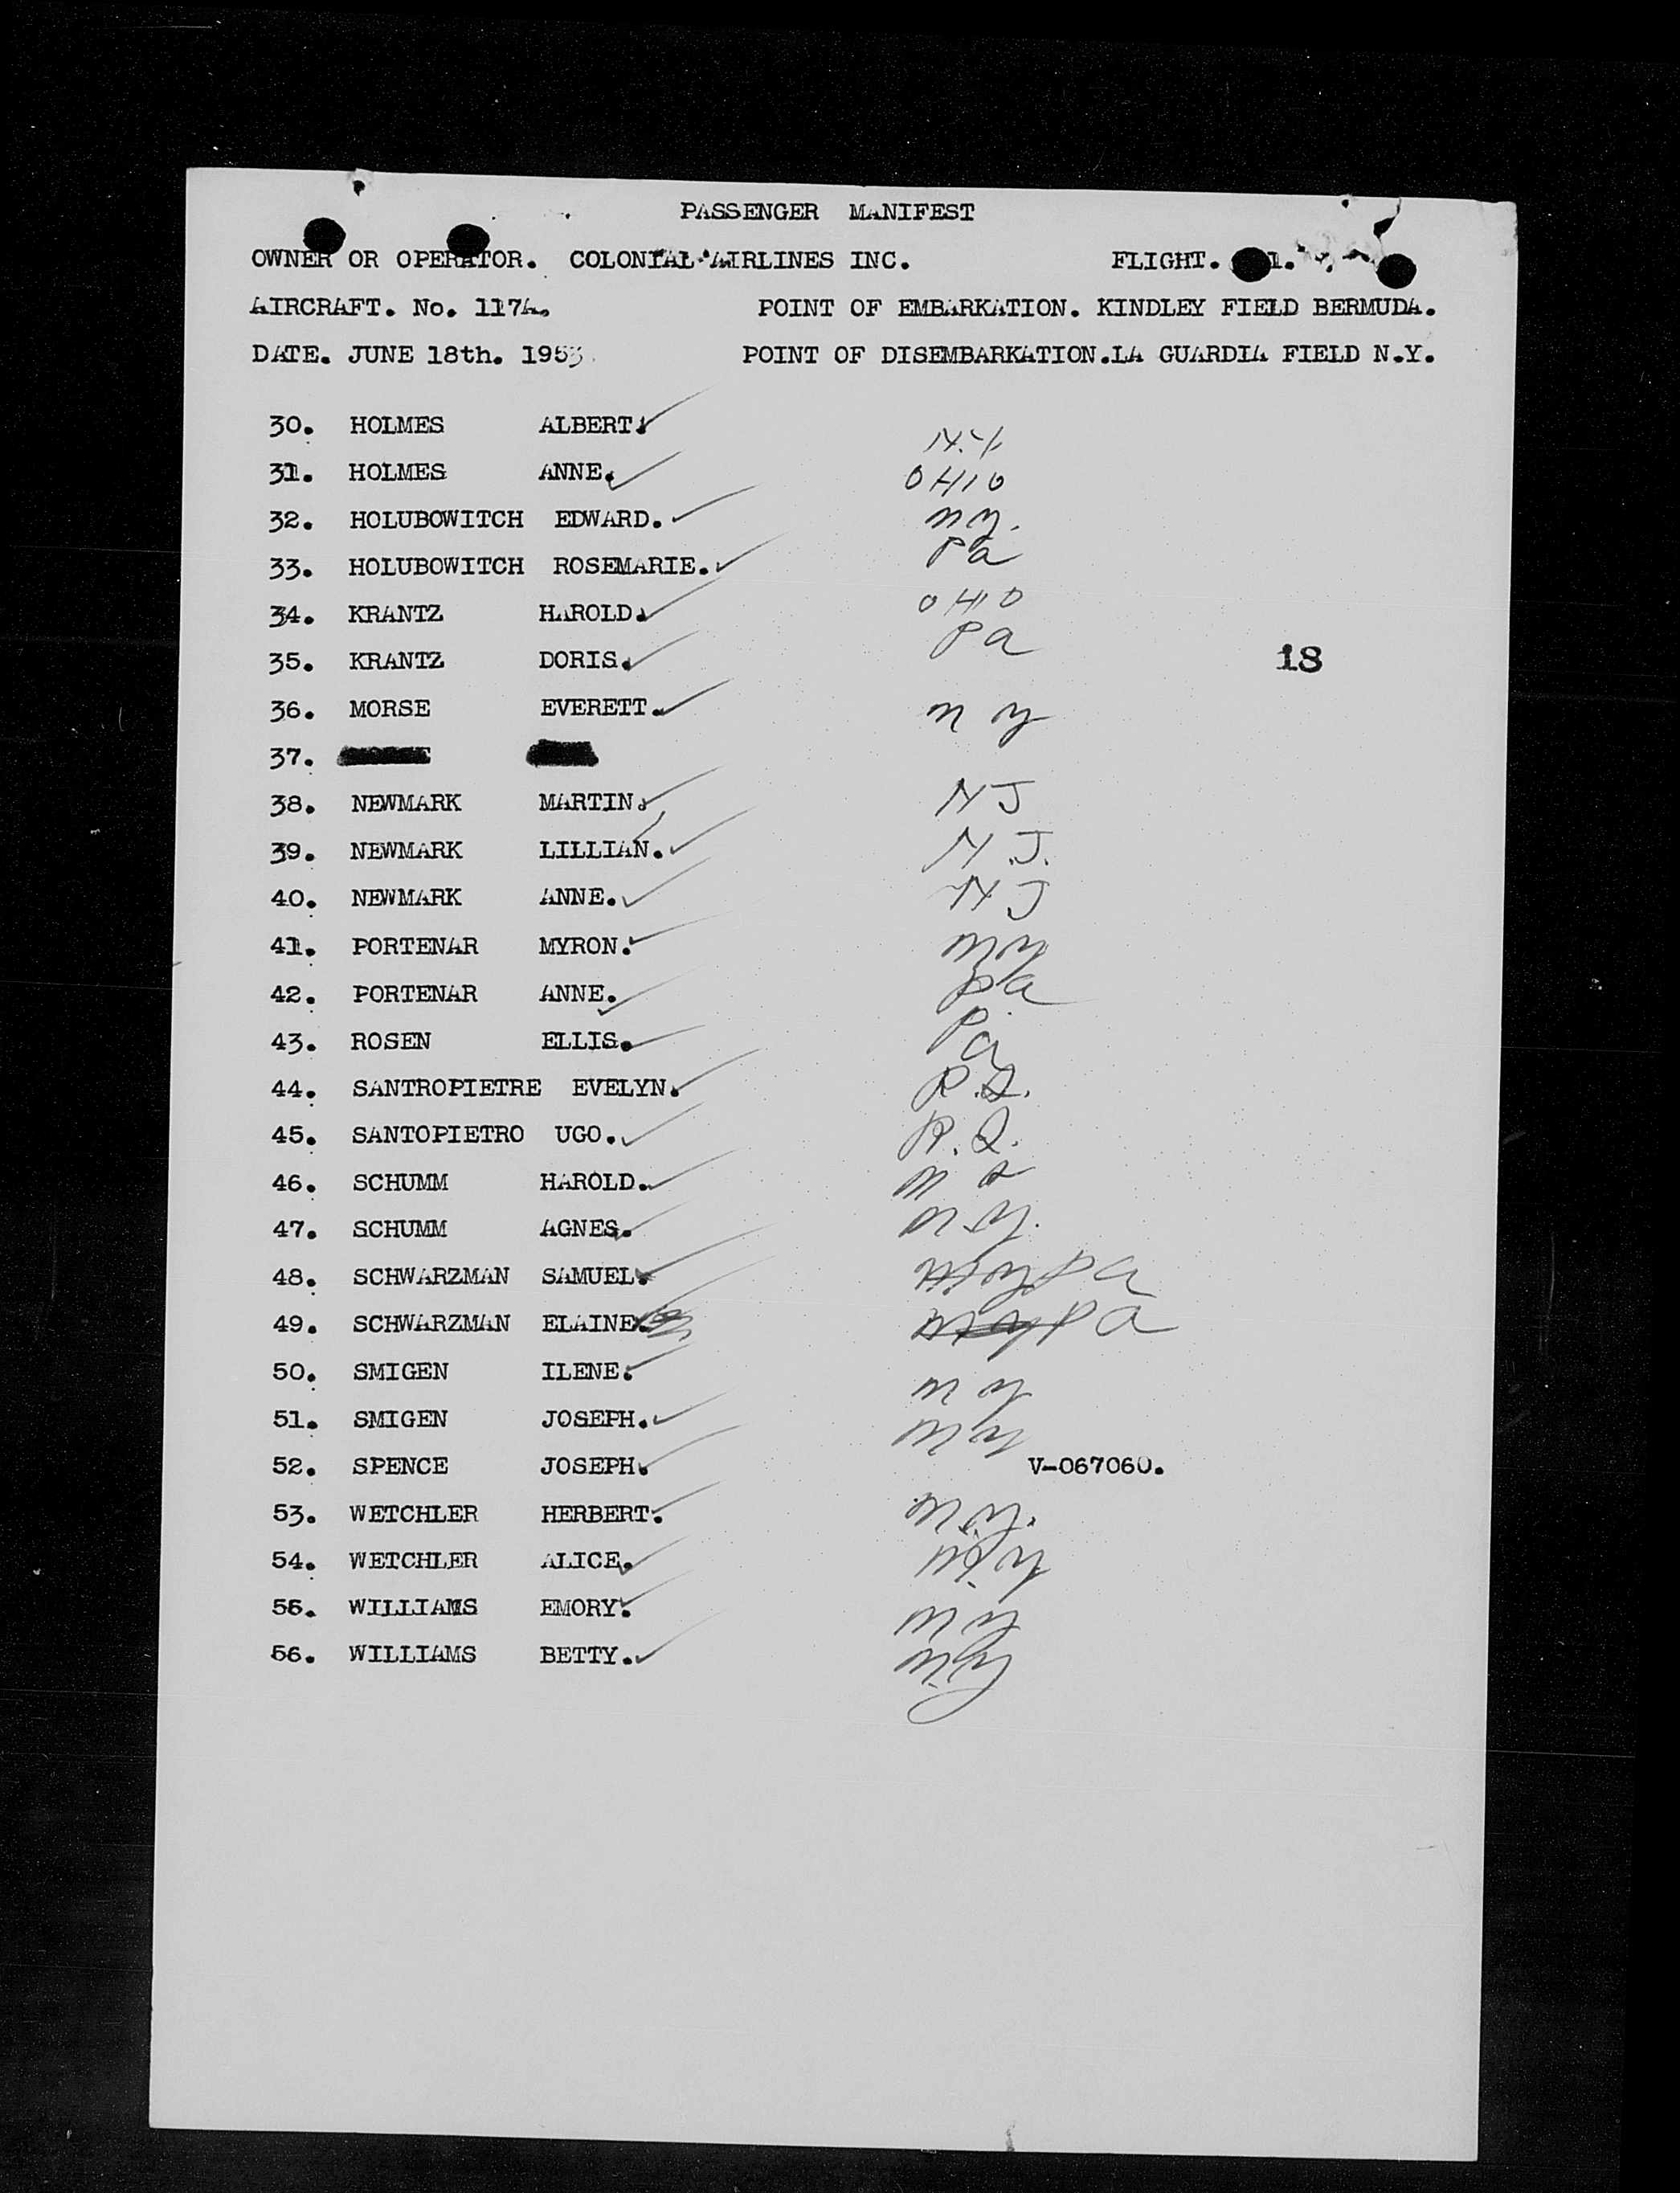 PASSENGER MANIFEST
OWNER OR OPERATOR. COLONIAL AIRLINES INC. FLIGHT. 1.
AIRCRAFT. No. 117A. POINT OF EMBARKATION. KINDLEY FIELD BERMUDA.
DATE. JUNE 18th. 1953. POINT OF DISEMBARKATION.LA GUARDIA FIELD N.Y.
30. HOLMES ALBERT. N.Y.
31. HOLMES ANNE. OHIO
32. HOLUBOWITCH EDWARD. n y.
33. HOLUBOWITCH ROSEMARIE. Pa
34. KRANTZ HAROLD. OHIO
35. KRANTZ DORIS. Pa 18
36. MORSE EVERETT. n y
37.
38. NEWMARK MARTIN. N J
39. NEWMARK LILLIAN. N.J.
40. NEWMARK ANNE. N J
41. PORTENAR MYRON. n y
42. PORTENAR ANNE. Pa
43. ROSEN ELLIS. Pa
44. SANTROPIETRE EVELYN. R.I.
45. SANTOPIETRO UGO. R.I.
46. SCHUMM HAROLD.
47. SCHUMM AGNES. n y.
48. SCHWARZMAN SAMUEL. Pa
49. SCHWARZMAN ELAINE. Pa
50. SMIGEN ILENE. n y
51. SMIGEN JOSEPH. n y
52. SPENCE JOSEPH. V-067060.
53. WETCHLER HERBERT. n.y.
54. WETCHLER ALICE. n y
55. WILLIAMS EMORY. n y
56. WILLIAMS BETTY. n y